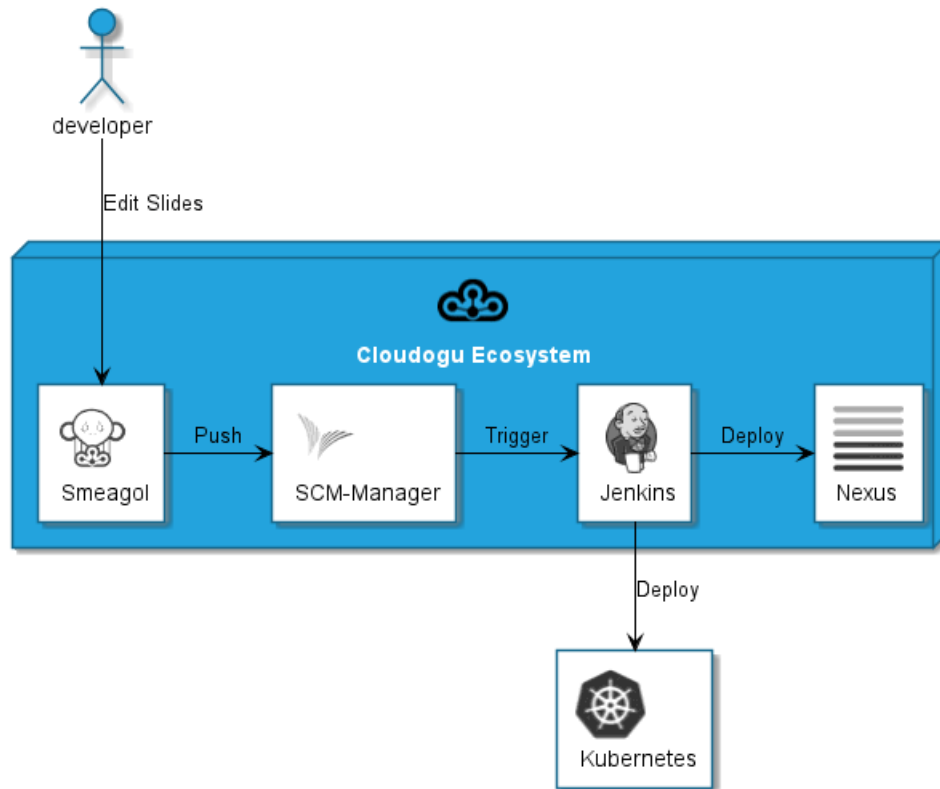 developer
Edit Slides
Cloudogu Ecosystem
Push
Trigger
Deploy
Smeagol
SCM-Manager
Jenkins
Nexus
Deploy
Kubernetes